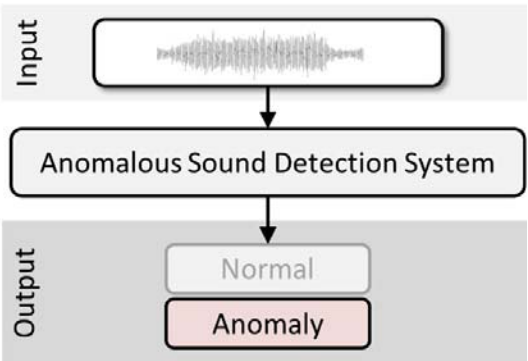 Input
Anomalous Sound Detection System
Output
Normal
Anomaly